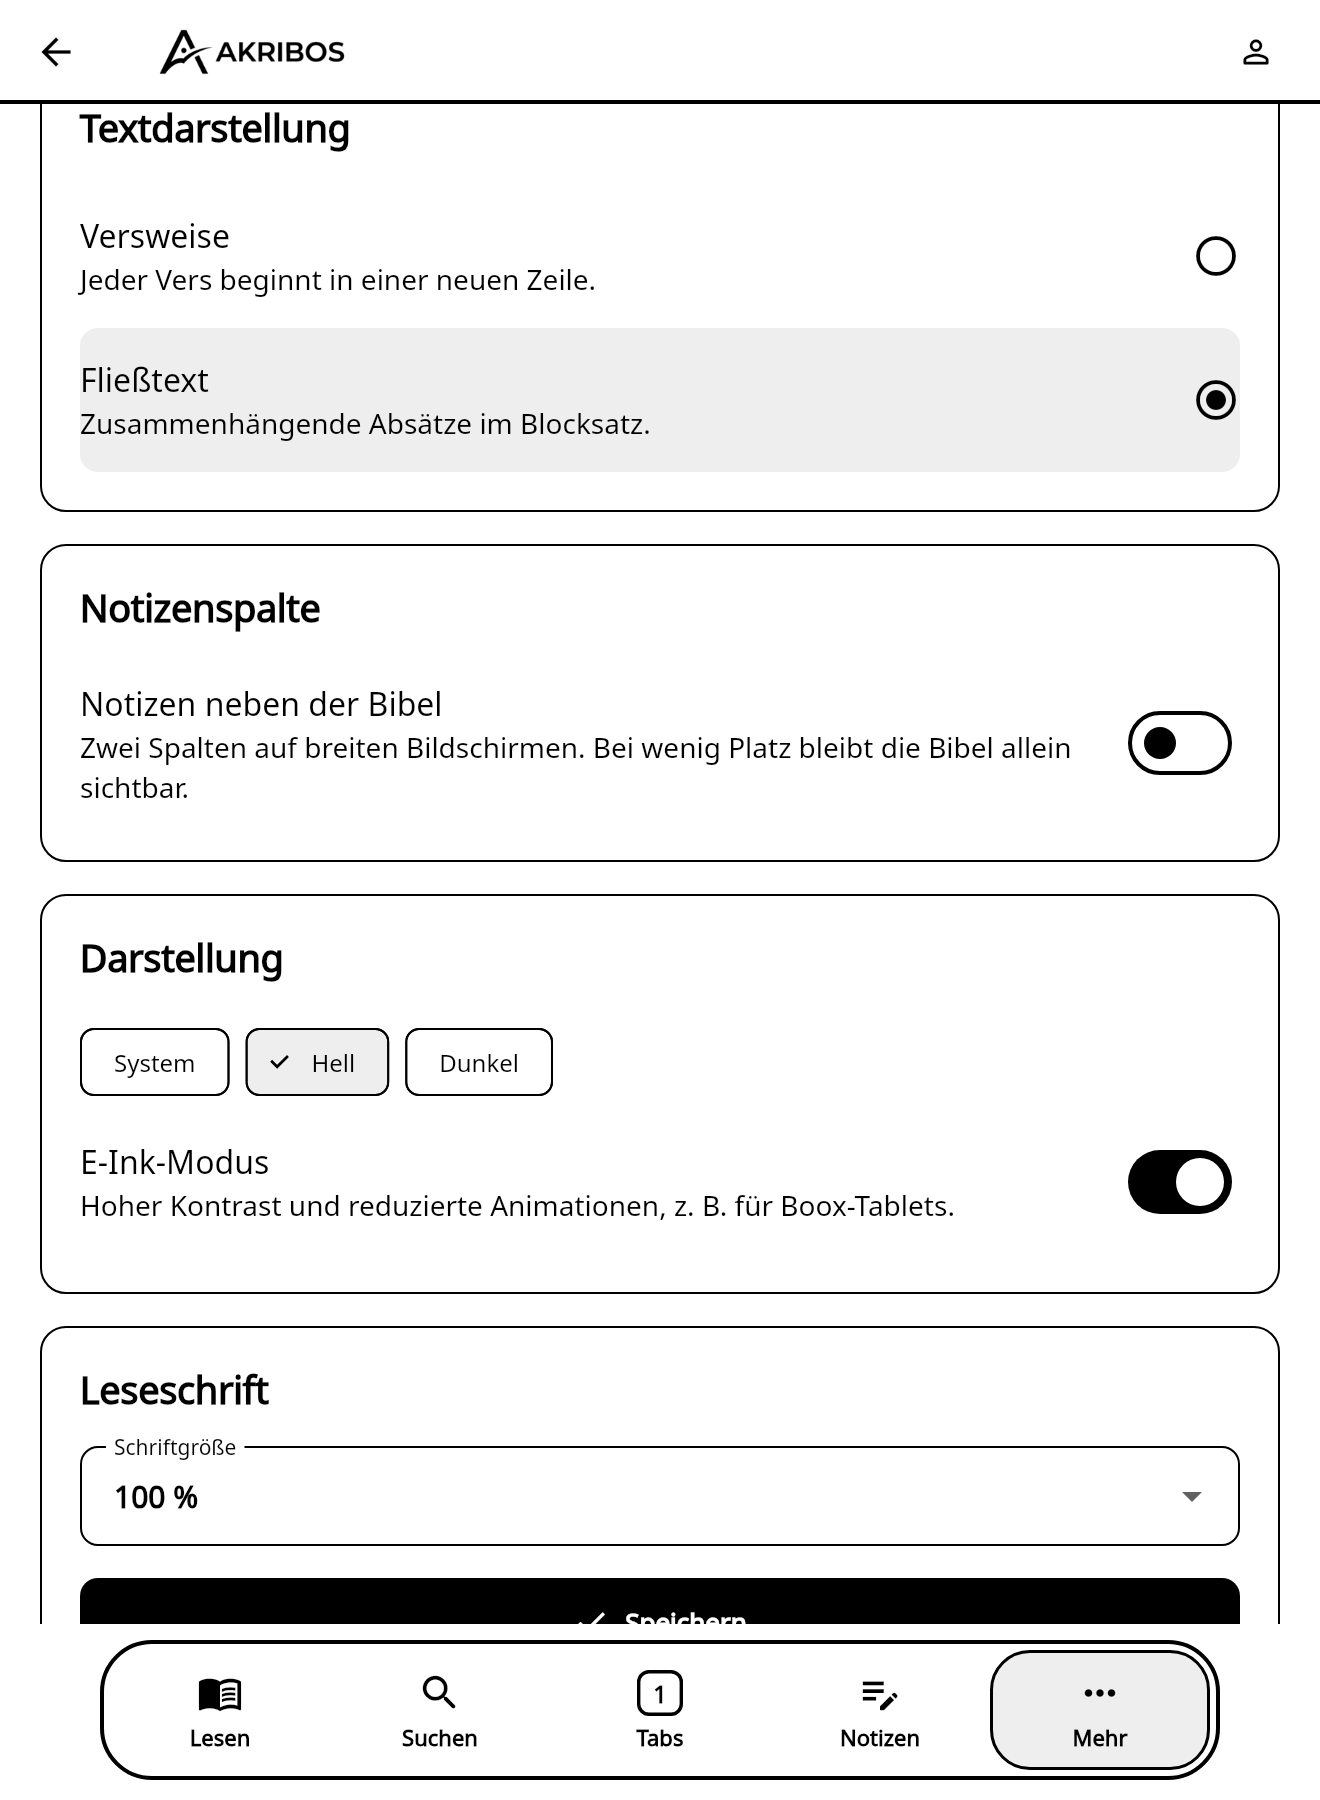 AKRIBOS
Textdarstellung
Versweise
Jeder Vers beginnt in einer neuen Zeile.
Fließtext
Zusammenhängende Absätze im Blocksatz.
Notizenspalte
Notizen neben der Bibel
Zwei Spalten auf breiten Bildschirmen. Bei wenig Platz bleibt die Bibel allein
sichtbar.
Darstellung
System
Hell
Dunkel
E-Ink-Modus
Hoher Kontrast und reduzierte Animationen, z. B. für Boox-Tablets.
Leseschrift
Schriftgröße
100 %
Speichern
Lesen
Suchen
1
Tabs
Notizen
Mehr